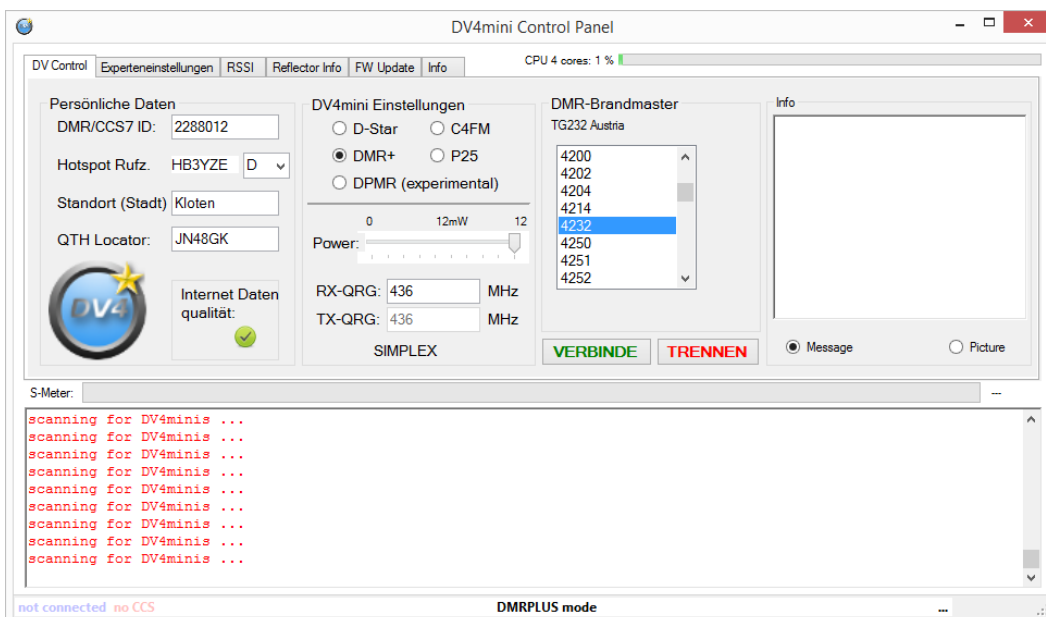 DV4mini Control Panel
DV Control Experteneinstellungen RSSI Reflector Info FW Update Info
CPU 4 cores: 1 %
Persönliche Daten
DMR/CCS7 ID: 2288012
Hotspot Rufz. HB3YZE D
Standort (Stadt) Kloten
QTH Locator: JN48GK
DV4
Internet Daten
qualität:
DV4mini Einstellungen
D-Star C4FM
DMR+ P25
DPMR (experimental)
0 12mW 12
Power:
RX-QRG: 436 MHz
TX-QRG: 436 MHz
SIMPLEX
DMR-Brandmaster
TG232 Austria
4200
4202
4204
4214
4232
4250
4251
4252
VERBINDE TRENNEN
Info
Message Picture
S-Meter: ---
scanning for DV4minis ...
scanning for DV4minis ...
scanning for DV4minis ...
scanning for DV4minis ...
scanning for DV4minis ...
scanning for DV4minis ...
scanning for DV4minis ...
scanning for DV4minis ...
scanning for DV4minis ...
not connected no CCS DMRPLUS mode ...